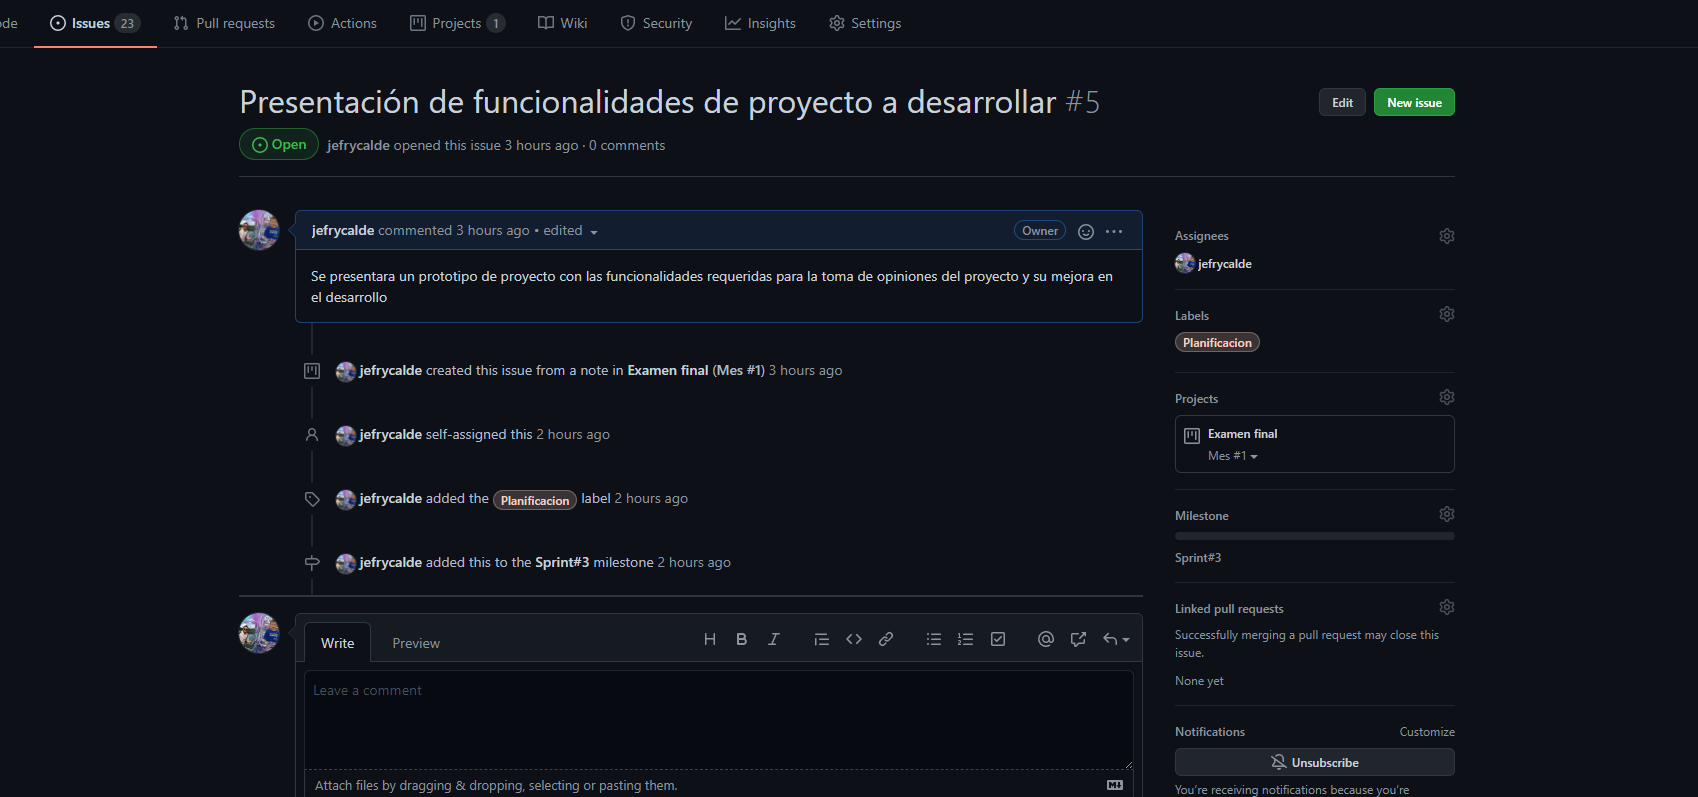 ode Issues 23 Pull requests Actions Projects 1 Wiki Security Insights Settings
Presentación de funcionalidades de proyecto a desarrollar #5
Edit New issue
Open jefrycalde opened this issue 3 hours ago · 0 comments
jefrycalde commented 3 hours ago • edited Owner
Se presentara un prototipo de proyecto con las funcionalidades requeridas para la toma de opiniones del proyecto y su mejora en
el desarrollo
jefrycalde created this issue from a note in Examen final (Mes #1) 3 hours ago
jefrycalde self-assigned this 2 hours ago
jefrycalde added the Planificacion label 2 hours ago
jefrycalde added this to the Sprint#3 milestone 2 hours ago
Write Preview
H B I
Leave a comment
Attach files by dragging & dropping, selecting or pasting them.
Assignees
jefrycalde
Labels
Planificacion
Projects
Examen final
Mes #1
Milestone
Sprint#3
Linked pull requests
Successfully merging a pull request may close this
issue.
None yet
Notifications Customize
Unsubscribe
You're receiving notifications because you're